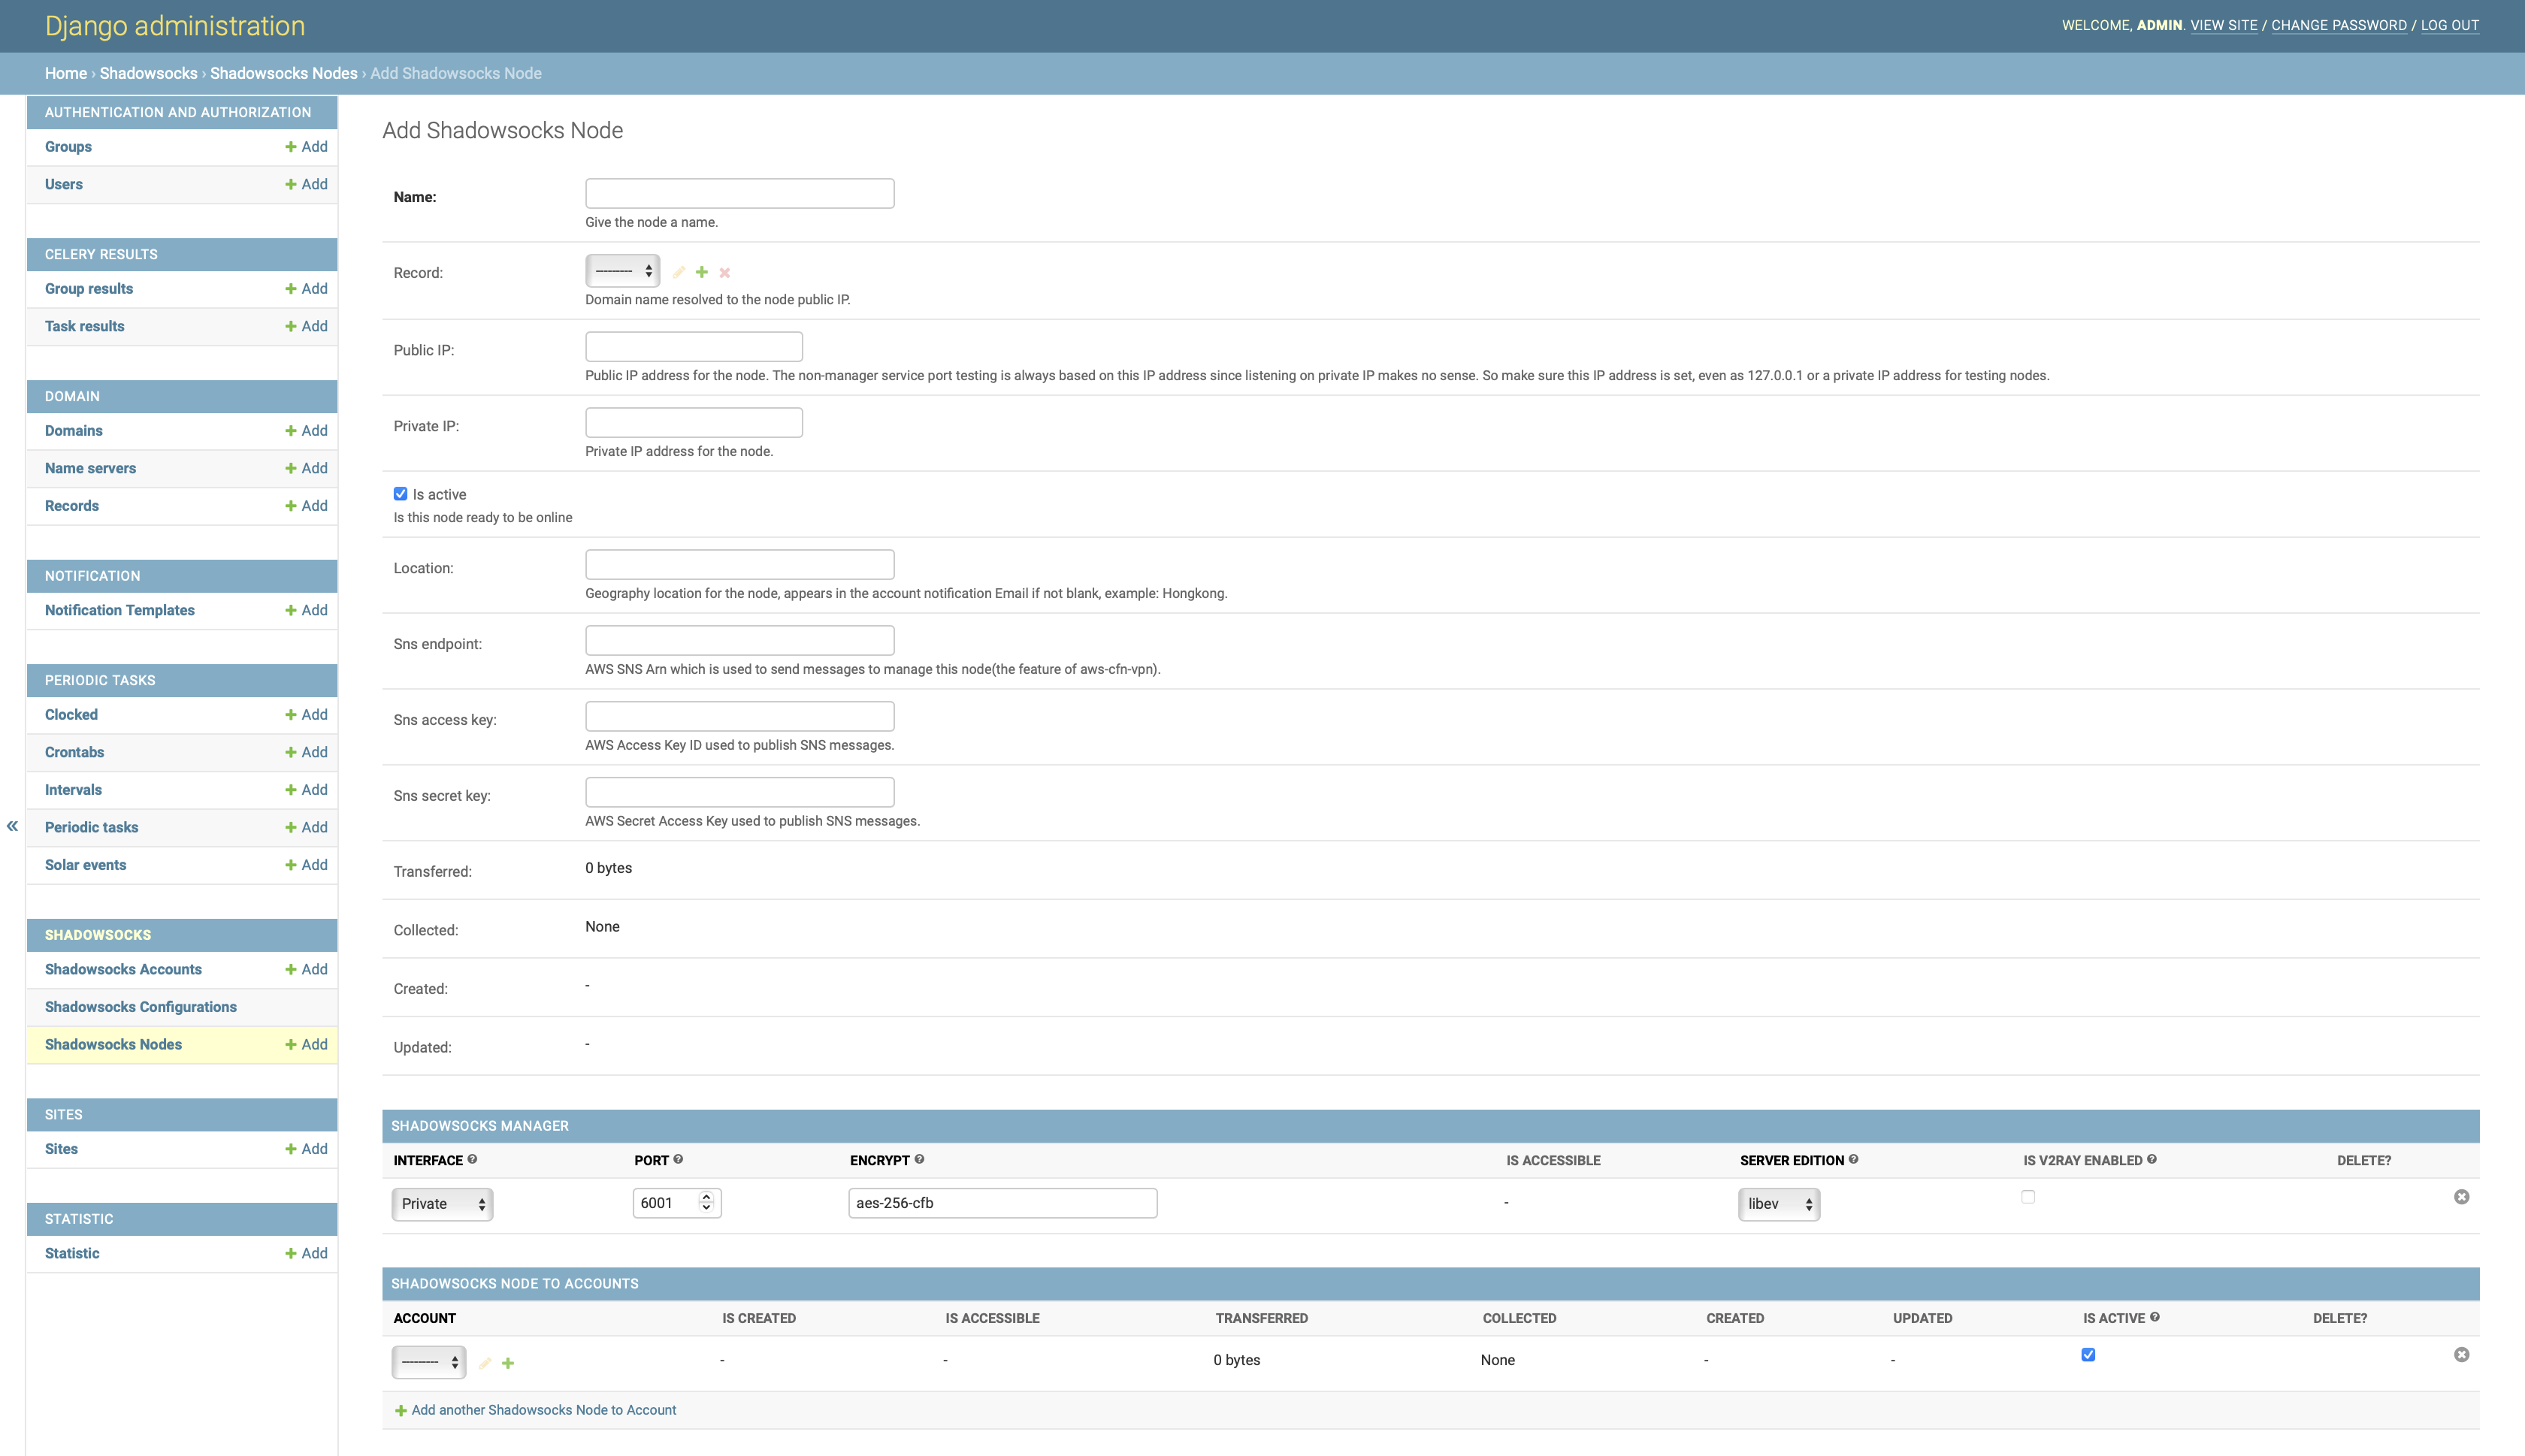 Django administration
WELCOME, ADMIN. VIEW SITE / CHANGE PASSWORD / LOG OUT
Home › Shadowsocks › Shadowsocks Nodes › Add Shadowsocks Node
AUTHENTICATION AND AUTHORIZATION
Groups Add
Users Add
CELERY RESULTS
Group results Add
Task results Add
DOMAIN
Domains Add
Name servers Add
Records Add
NOTIFICATION
Notification Templates Add
PERIODIC TASKS
Clocked Add
Crontabs Add
Intervals Add
Periodic tasks Add
Solar events Add
SHADOWSOCKS
Shadowsocks Accounts Add
Shadowsocks Configurations
Shadowsocks Nodes Add
SITES
Sites Add
STATISTIC
Statistic Add
«
Add Shadowsocks Node
Name:
Give the node a name.
Record: ---------
Domain name resolved to the node public IP.
Public IP:
Public IP address for the node. The non-manager service port testing is always based on this IP address since listening on private IP makes no sense. So make sure this IP address is set, even as 127.0.0.1 or a private IP address for testing nodes.
Private IP:
Private IP address for the node.
Is active
Is this node ready to be online
Location:
Geography location for the node, appears in the account notification Email if not blank, example: Hongkong.
Sns endpoint:
AWS SNS Arn which is used to send messages to manage this node(the feature of aws-cfn-vpn).
Sns access key:
AWS Access Key ID used to publish SNS messages.
Sns secret key:
AWS Secret Access Key used to publish SNS messages.
Transferred: 0 bytes
Collected: None
Created: -
Updated: -
SHADOWSOCKS MANAGER
INTERFACE PORT ENCRYPT IS ACCESSIBLE SERVER EDITION IS V2RAY ENABLED DELETE?
Private 6001 aes-256-cfb - libev
SHADOWSOCKS NODE TO ACCOUNTS
ACCOUNT IS CREATED IS ACCESSIBLE TRANSFERRED COLLECTED CREATED UPDATED IS ACTIVE DELETE?
--------- - - 0 bytes None - -
Add another Shadowsocks Node to Account